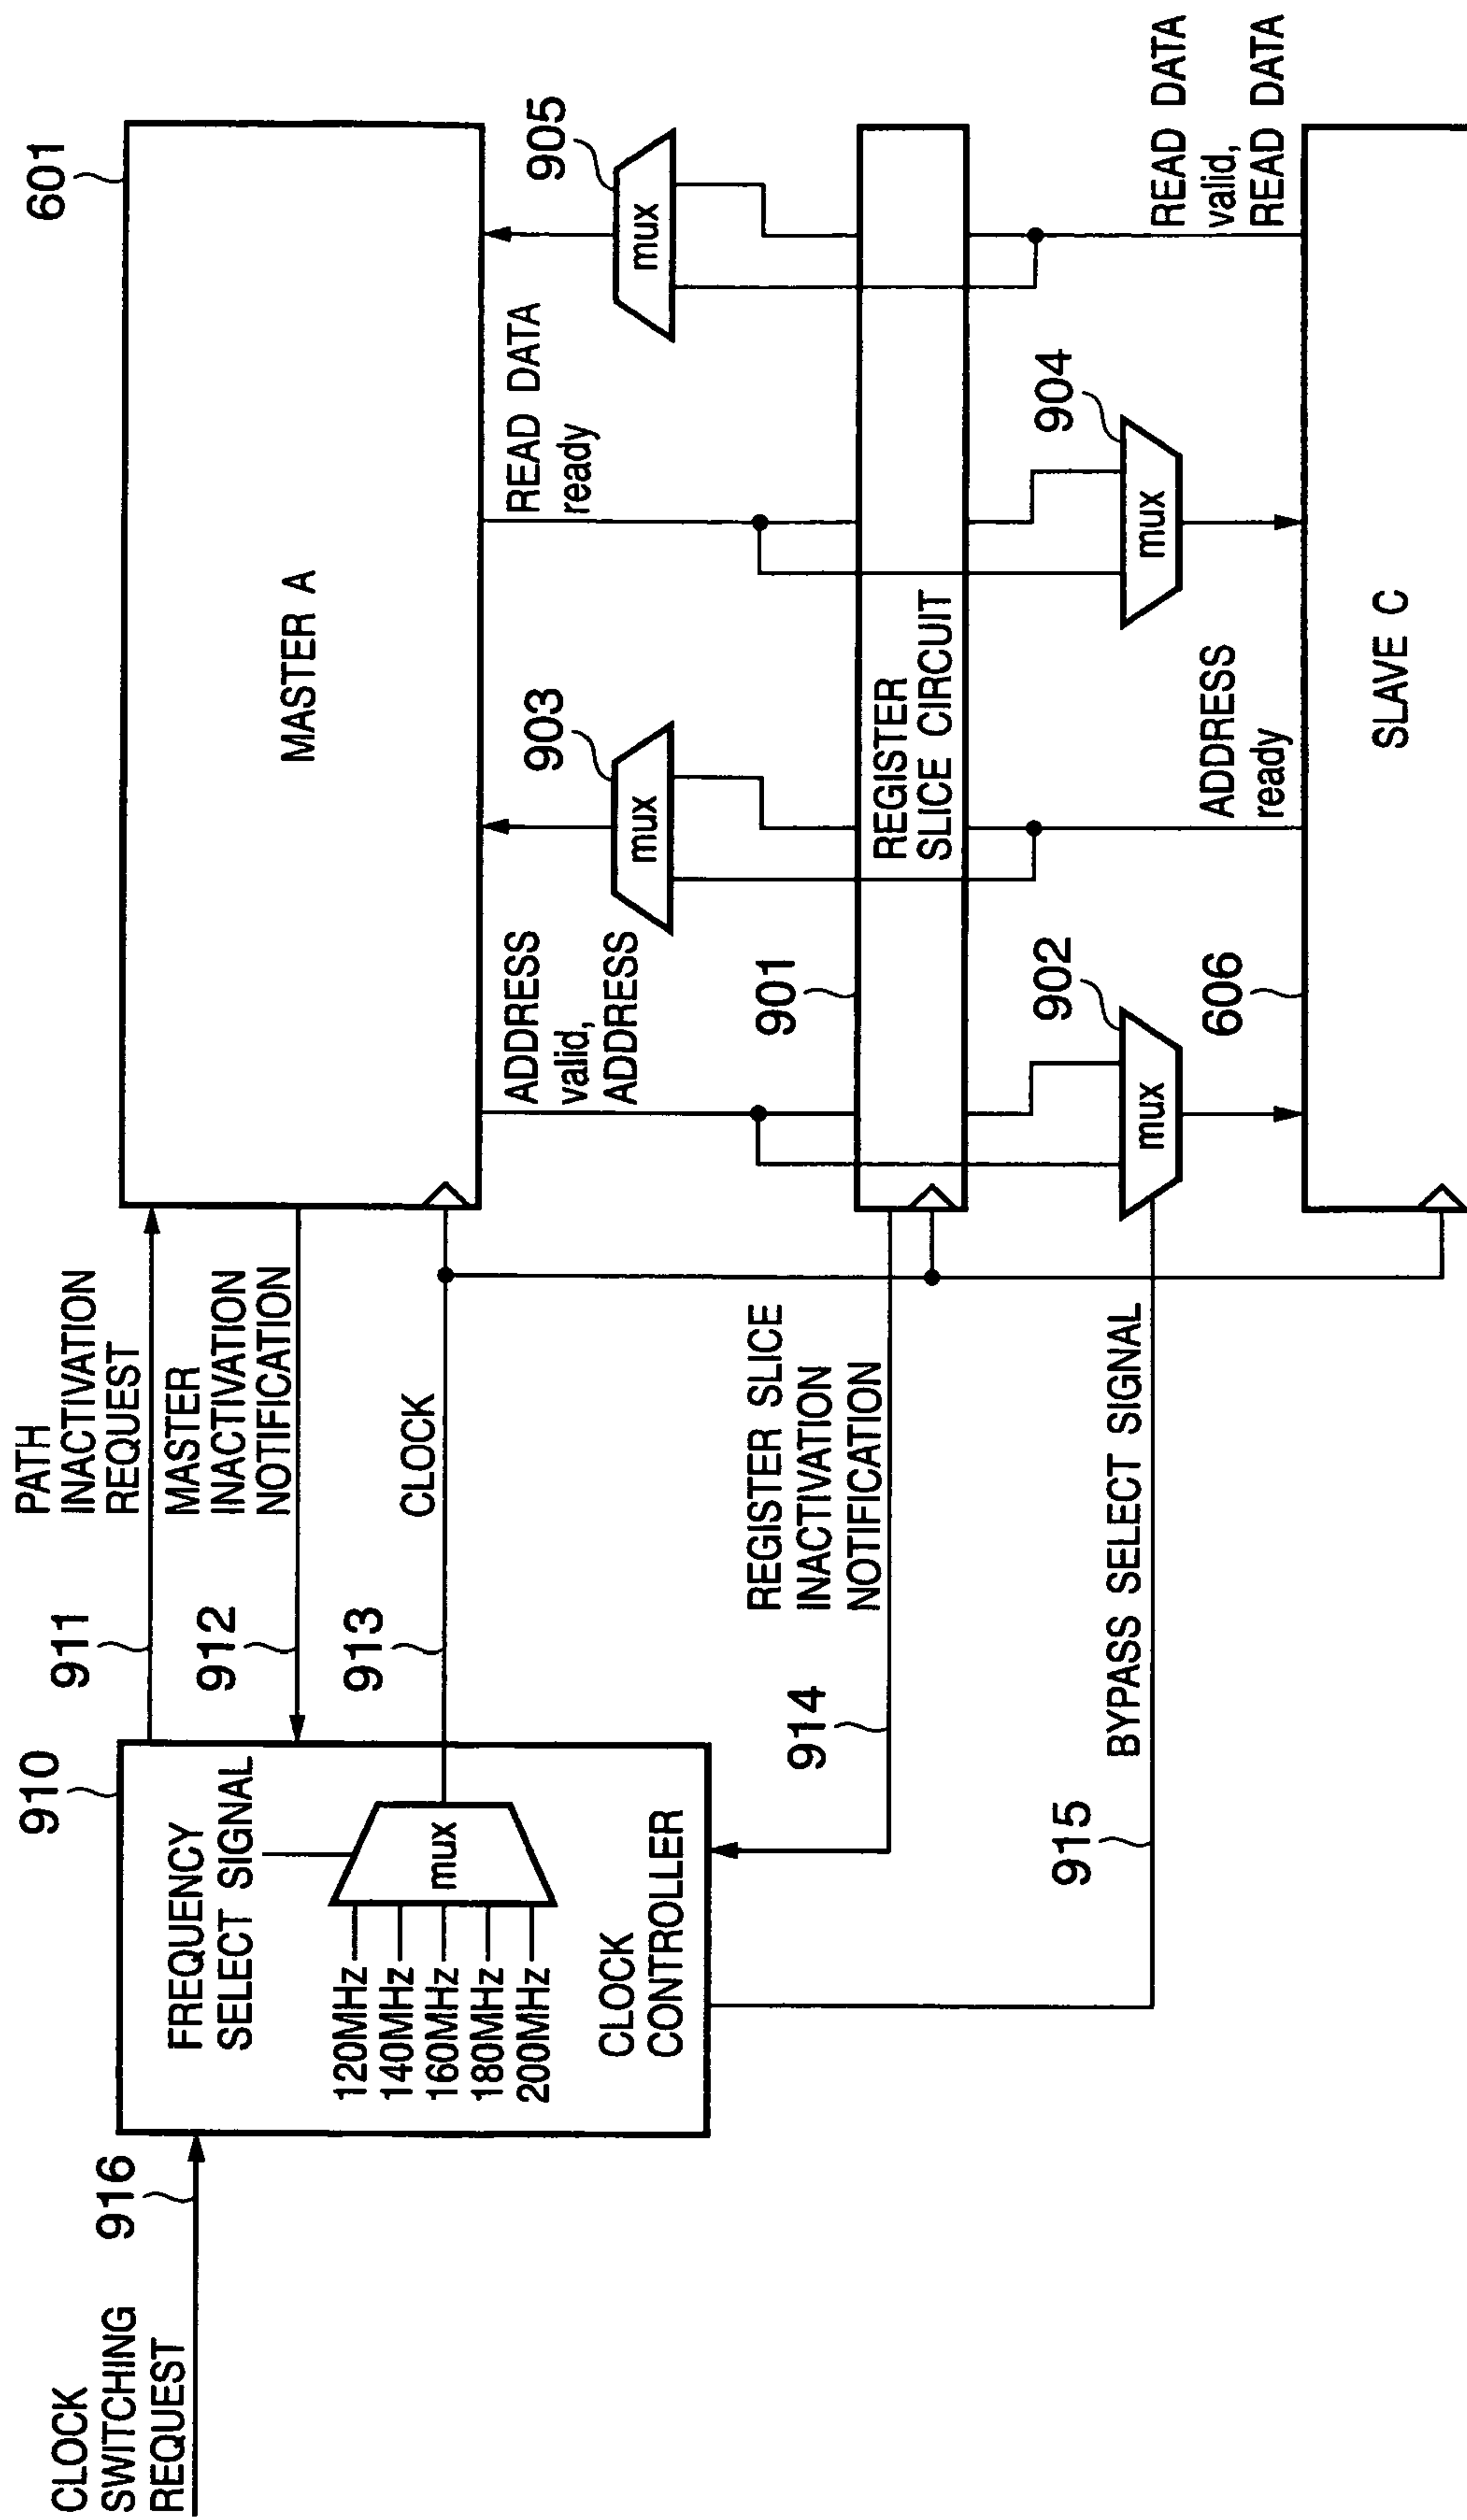 CLOCK
SWITCHING
REQUEST
916
910
FREQUENCY
SELECT SIGNAL
120MHz
140MHz
160MHz
180MHz
200MHz
mux
CLOCK
CONTROLLER
911
PATH
INACTIVATION
REQUEST
912
MASTER
INACTIVATION
NOTIFICATION
913
CLOCK
914
REGISTER SLICE
INACTIVATION
NOTIFICATION
915
BYPASS SELECT SIGNAL
601
MASTER A
ADDRESS
valid,
ADDRESS
903
mux
READ DATA
ready
905
mux
901
REGISTER
SLICE CIRCUIT
902
mux
ADDRESS
ready
904
mux
READ DATA
valid,
READ DATA
606
SLAVE C